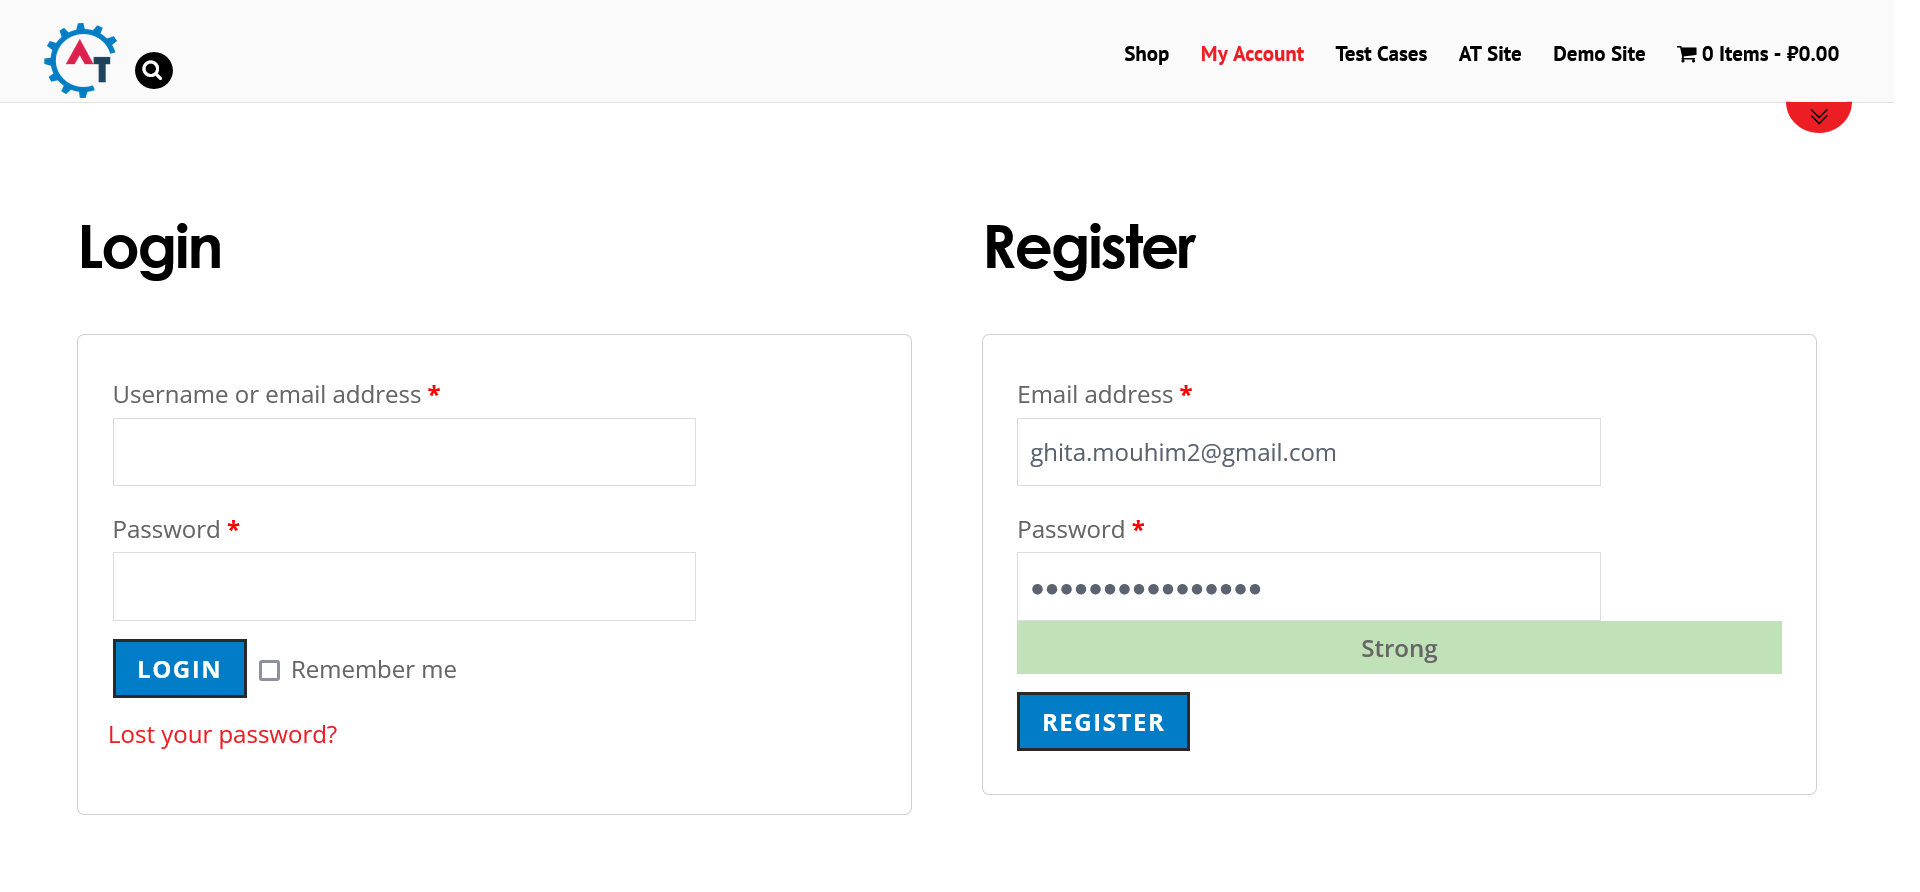 AT
Shop My Account Test Cases AT Site Demo Site 0 Items - ₽0.00
Login
Username or email address *
Password *
LOGIN Remember me
Lost your password?
Register
Email address *
ghita.mouhim2@gmail.com
Password *
••••••••••••••••
Strong
REGISTER